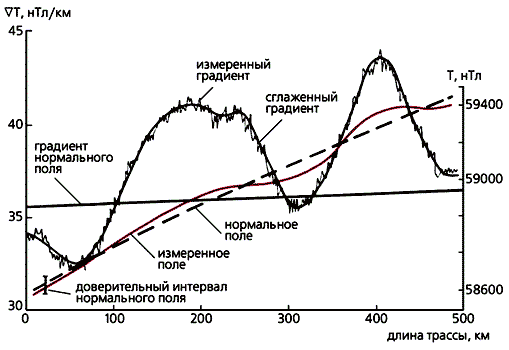 ∇T, нТл/км
45
измеренный
градиент
T, нТл
сглаженный
градиент
59400
40
градиент
нормального
поля
59000
35
нормальное
поле
измеренное
поле
доверительный интервал
нормального поля
58600
30
0 100 200 300 400 500
длина трассы, км